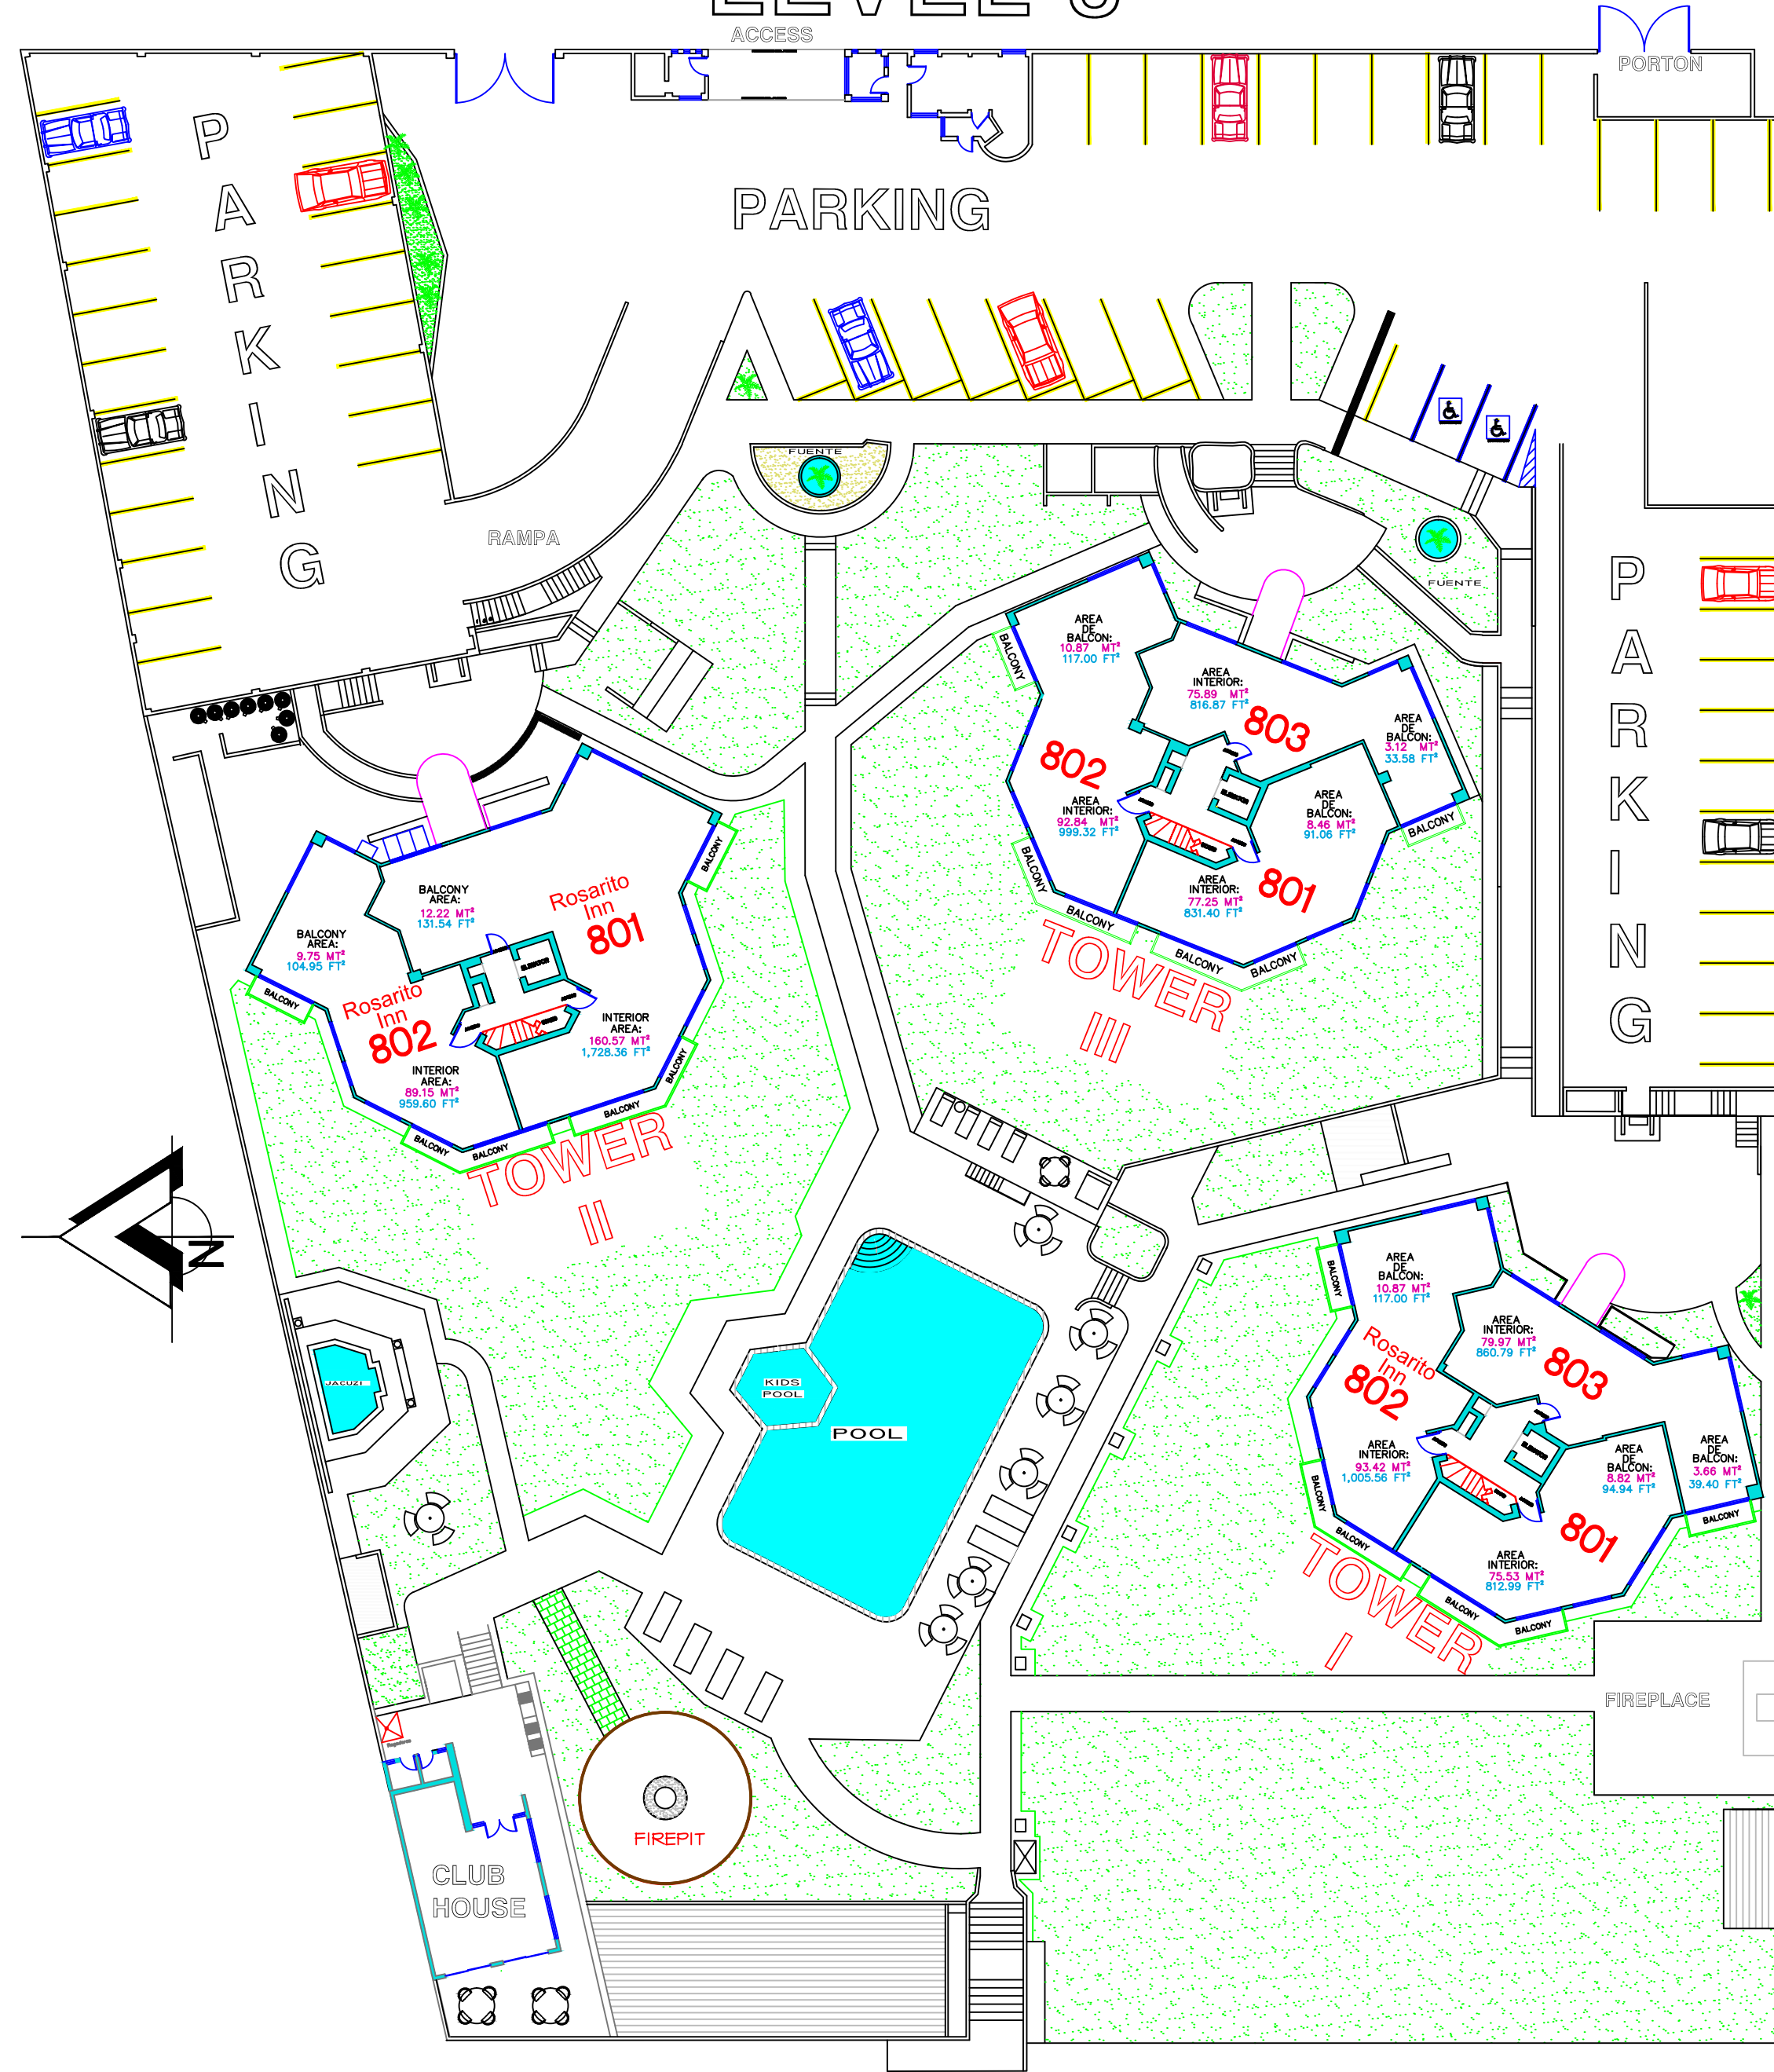 LEVEL 8
ACCESS
PORTON
PARKING
PARKING
PARKING
RAMPA
FUENTE
FUENTE
AREA
DE
BALCON:
10.87 MT²
117.00 FT²
BALCONY
AREA
INTERIOR:
75.89 MT²
816.87 FT²
803
AREA
DE
BALCON:
3.12 MT²
33.58 FT²
802
AREA
INTERIOR:
92.84 MT²
999.32 FT²
ELEVATOR
AREA
DE
BALCON:
8.46 MT²
91.06 FT²
BALCONY
AREA
INTERIOR:
77.25 MT²
831.40 FT²
801
BALCONY
BALCONY
BALCONY
BALCONY
TOWER
III
BALCONY
AREA:
12.22 MT²
131.54 FT²
Rosarito
Inn
801
BALCONY
BALCONY
AREA:
9.75 MT²
104.95 FT²
BALCONY
Rosarito
Inn
802
ELEVATOR
INTERIOR
AREA:
160.57 MT²
1,728.36 FT²
INTERIOR
AREA:
89.15 MT²
959.60 FT²
BALCONY
BALCONY
BALCONY
BALCONY
TOWER
II
N
JACUZI
KIDS
POOL
POOL
AREA
DE
BALCON:
10.87 MT²
117.00 FT²
BALCONY
AREA
INTERIOR:
79.97 MT²
860.79 FT²
803
Rosarito
Inn
802
AREA
INTERIOR:
93.42 MT²
1,005.56 FT²
ELEVATOR
AREA
DE
BALCON:
8.82 MT²
94.94 FT²
AREA
DE
BALCON:
3.66 MT²
39.40 FT²
BALCONY
801
AREA
INTERIOR:
75.53 MT²
812.99 FT²
BALCONY
BALCONY
BALCONY
BALCONY
TOWER
I
FIREPLACE
FIREPIT
CLUB
HOUSE